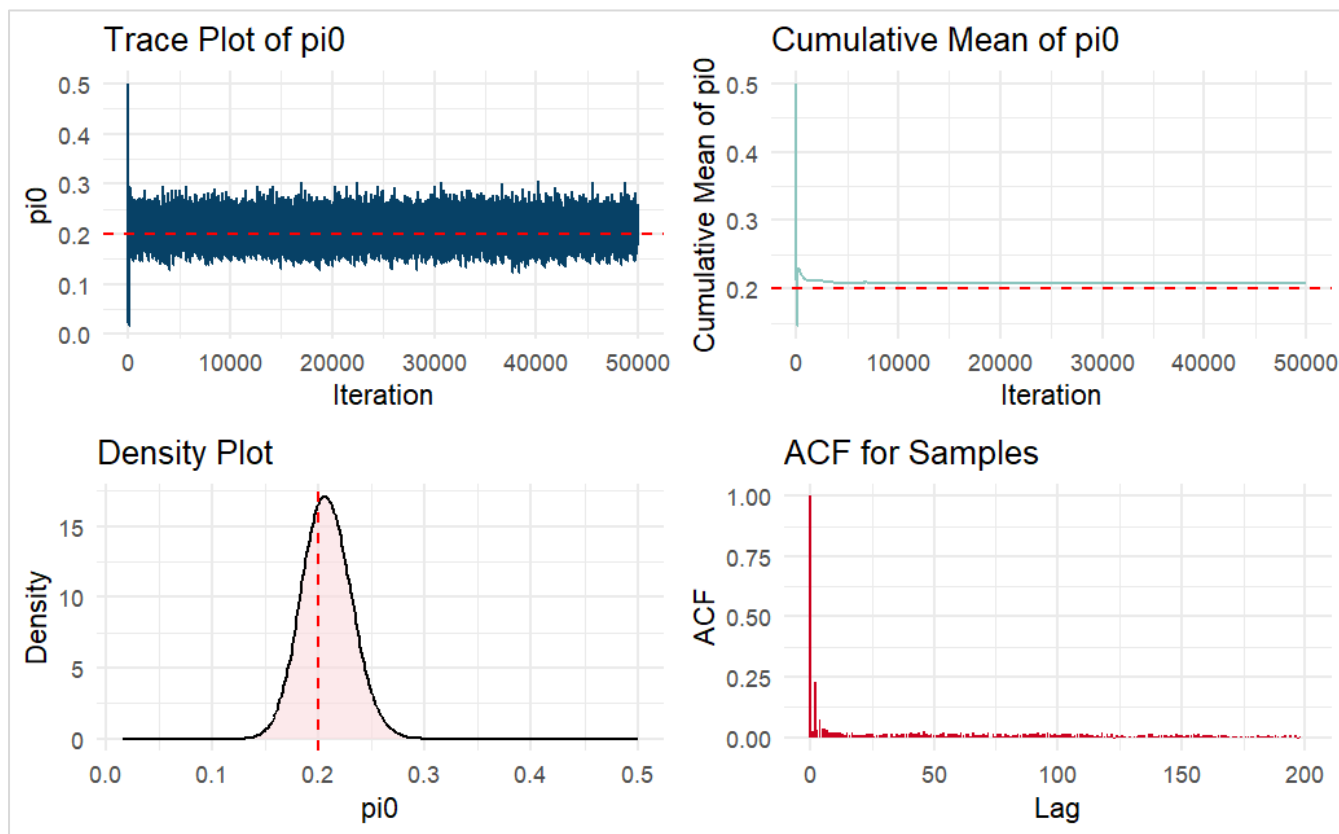 Trace Plot of pi0
0.5
0.4
0.3
0.2
0.1
0.0
pi0
0 10000 20000 30000 40000 50000
Iteration
Cumulative Mean of pi0
0.5
0.4
0.3
0.2
Cumulative Mean of pi0
0 10000 20000 30000 40000 50000
Iteration
Density Plot
15
10
5
0
Density
0.0 0.1 0.2 0.3 0.4 0.5
pi0
ACF for Samples
1.00
0.75
0.50
0.25
0.00
ACF
0 50 100 150 200
Lag